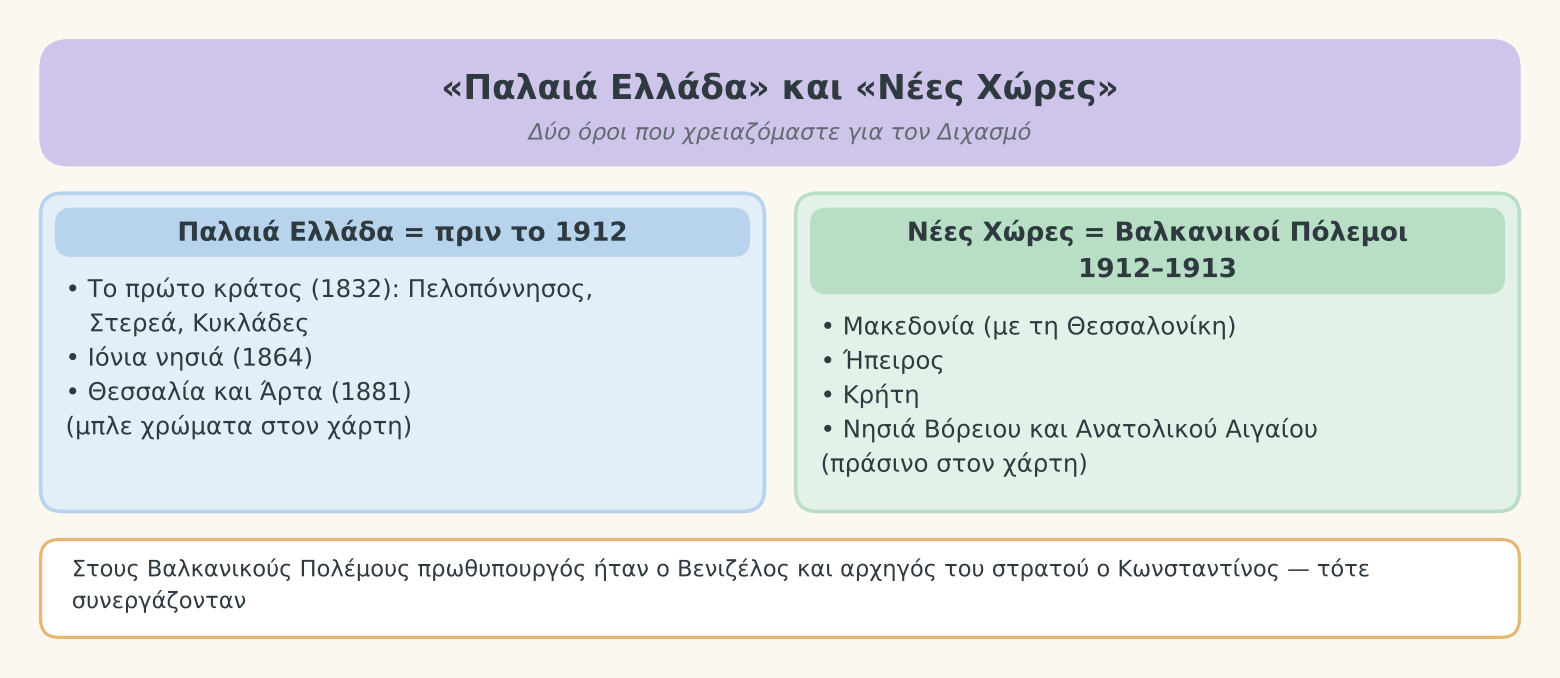 «Παλαιά Ελλάδα» και «Νέες Χώρες»
Δύο όροι που χρειαζόμαστε για τον Διχασμό
Παλαιά Ελλάδα = πριν το 1912
• Το πρώτο κράτος (1832): Πελοπόννησος,
Στερεά, Κυκλάδες
• Ιόνια νησιά (1864)
• Θεσσαλία και Άρτα (1881)
(μπλε χρώματα στον χάρτη)
Νέες Χώρες = Βαλκανικοί Πόλεμοι
1912–1913
• Μακεδονία (με τη Θεσσαλονίκη)
• Ήπειρος
• Κρήτη
• Νησιά Βόρειου και Ανατολικού Αιγαίου
(πράσινο στον χάρτη)
Στους Βαλκανικούς Πολέμους πρωθυπουργός ήταν ο Βενιζέλος και αρχηγός του στρατού ο Κωνσταντίνος — τότε
συνεργάζονταν